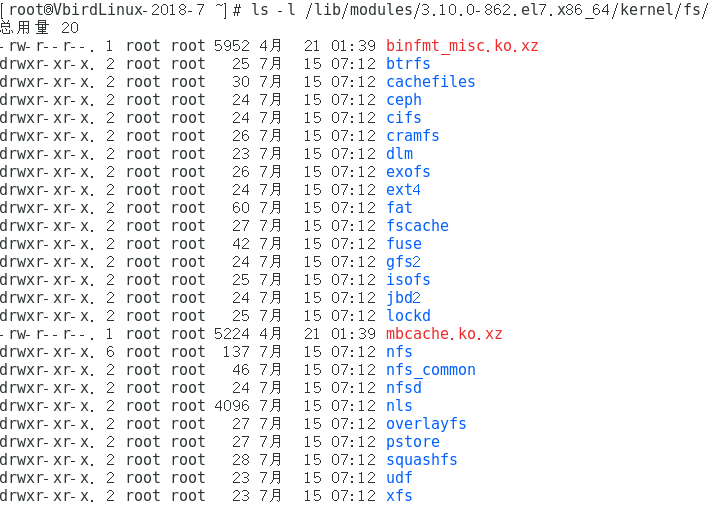 [root@VbirdLinux-2018-7 ~]# ls -l /lib/modules/3.10.0-862.el7.x86_64/kernel/fs/
总用量 20
-rw-r--r--. 1 root root 5952 4月  21 01:39 binfmt_misc.ko.xz
drwxr-xr-x. 2 root root   25 7月  15 07:12 btrfs
drwxr-xr-x. 2 root root   30 7月  15 07:12 cachefiles
drwxr-xr-x. 2 root root   24 7月  15 07:12 ceph
drwxr-xr-x. 2 root root   24 7月  15 07:12 cifs
drwxr-xr-x. 2 root root   26 7月  15 07:12 cramfs
drwxr-xr-x. 2 root root   23 7月  15 07:12 dlm
drwxr-xr-x. 2 root root   26 7月  15 07:12 exofs
drwxr-xr-x. 2 root root   24 7月  15 07:12 ext4
drwxr-xr-x. 2 root root   60 7月  15 07:12 fat
drwxr-xr-x. 2 root root   27 7月  15 07:12 fscache
drwxr-xr-x. 2 root root   42 7月  15 07:12 fuse
drwxr-xr-x. 2 root root   24 7月  15 07:12 gfs2
drwxr-xr-x. 2 root root   25 7月  15 07:12 isofs
drwxr-xr-x. 2 root root   24 7月  15 07:12 jbd2
drwxr-xr-x. 2 root root   25 7月  15 07:12 lockd
-rw-r--r--. 1 root root 5224 4月  21 01:39 mbcache.ko.xz
drwxr-xr-x. 6 root root  137 7月  15 07:12 nfs
drwxr-xr-x. 2 root root   46 7月  15 07:12 nfs_common
drwxr-xr-x. 2 root root   24 7月  15 07:12 nfsd
drwxr-xr-x. 2 root root 4096 7月  15 07:12 nls
drwxr-xr-x. 2 root root   27 7月  15 07:12 overlayfs
drwxr-xr-x. 2 root root   27 7月  15 07:12 pstore
drwxr-xr-x. 2 root root   28 7月  15 07:12 squashfs
drwxr-xr-x. 2 root root   23 7月  15 07:12 udf
drwxr-xr-x. 2 root root   23 7月  15 07:12 xfs